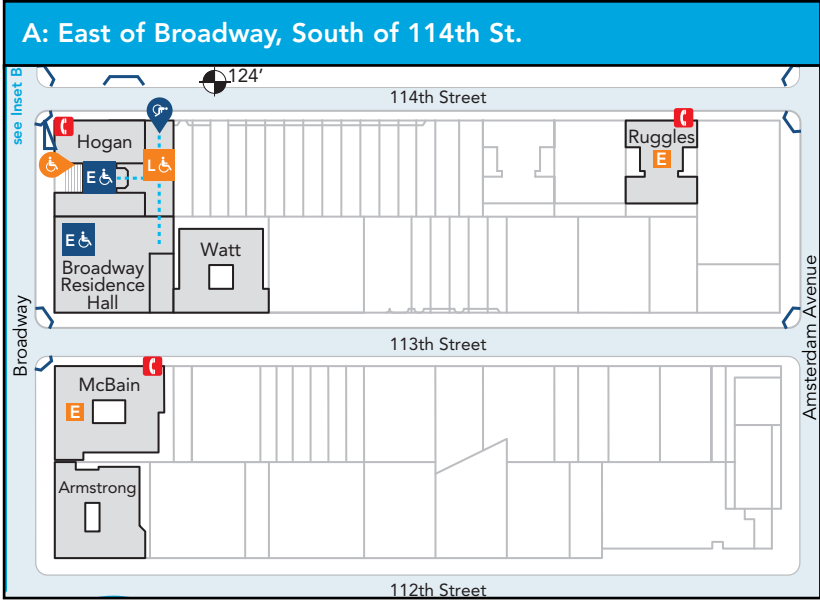 A: East of Broadway, South of 114th St.
see Inset B
124’
114th Street
Hogan
Ruggles
E
L
E
E
Broadway
Residence
Hall
Watt
Broadway
Amsterdam Avenue
113th Street
McBain
E
Armstrong
112th Street